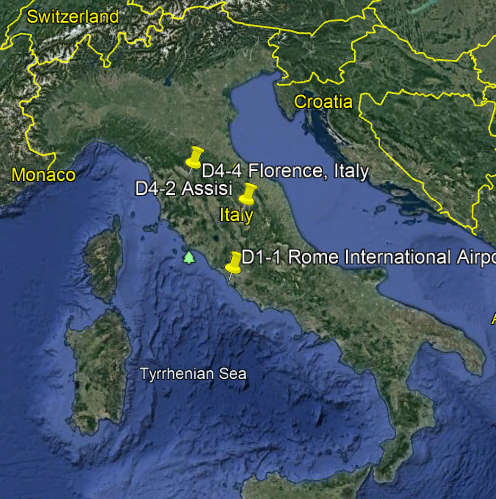 Switzerland
Croatia
Monaco
D4-4 Florence, Italy
D4-2 Assisi
Italy
D1-1 Rome International Airpo
Tyrrhenian Sea